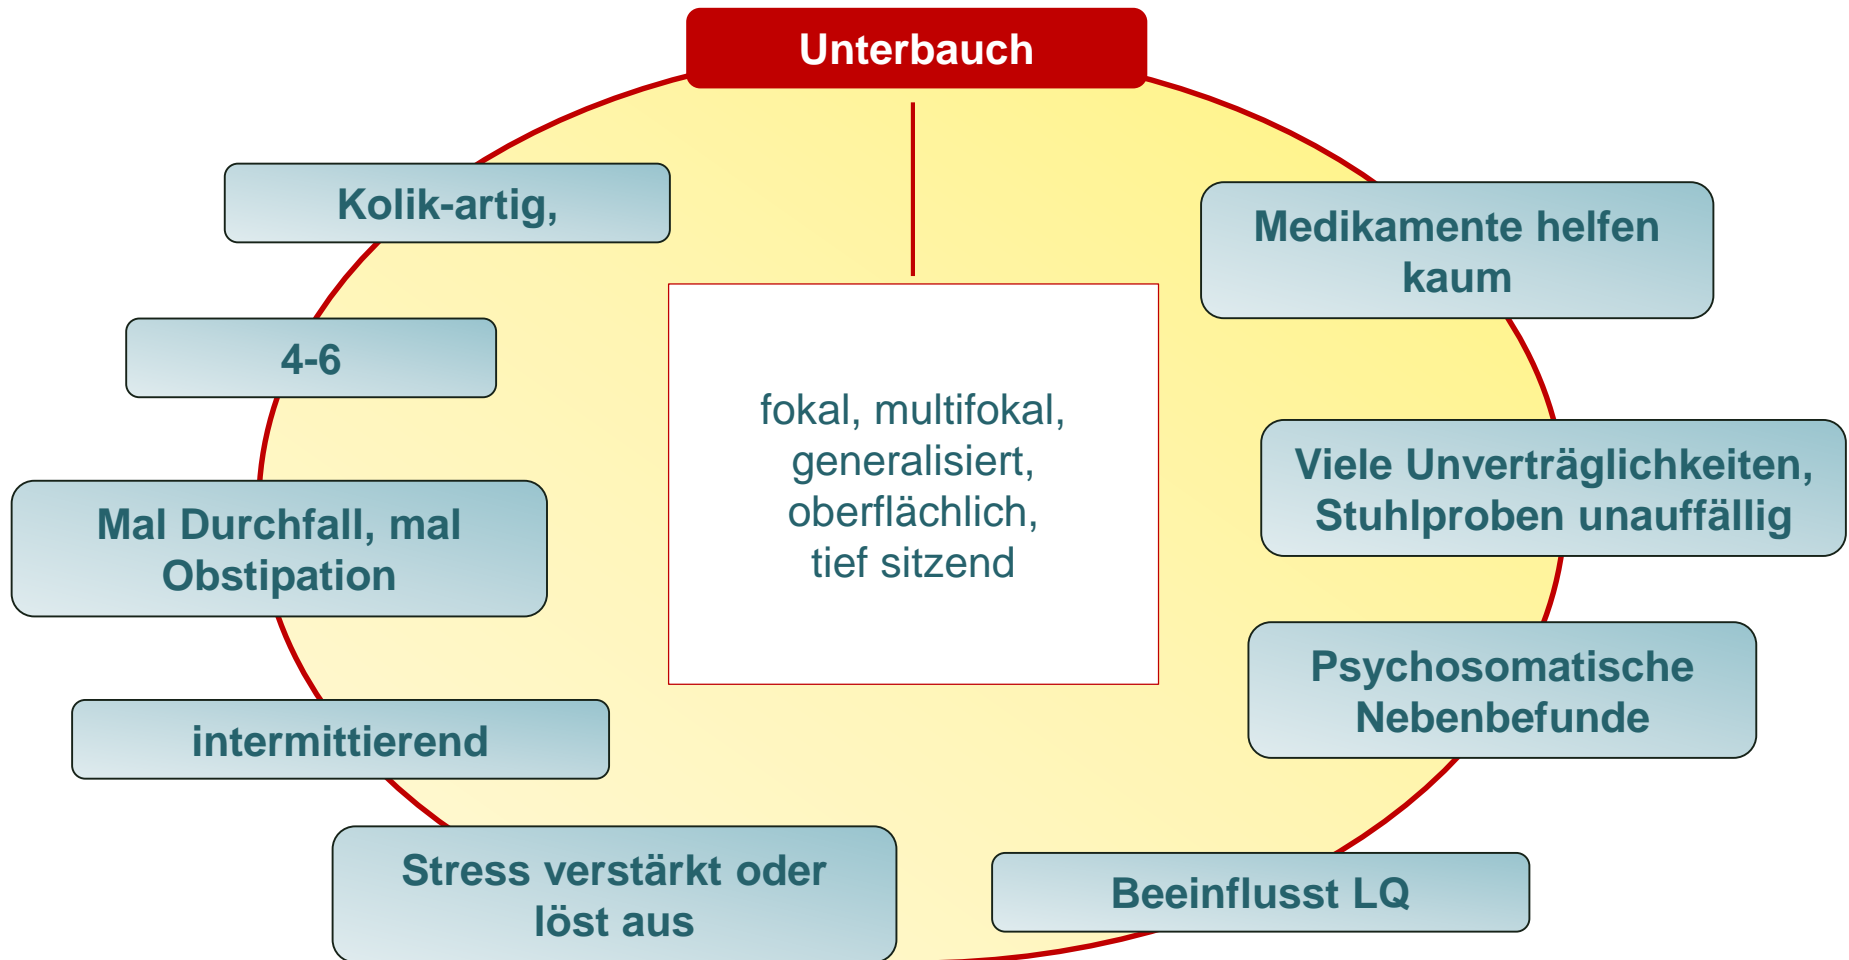 Unterbauch
Kolik-artig,
Medikamente helfen
kaum
4-6
fokal, multifokal,
generalisiert,
oberflächlich,
tief sitzend
Viele Unverträglichkeiten,
Stuhlproben unauffällig
Mal Durchfall, mal
Obstipation
Psychosomatische
Nebenbefunde
intermittierend
Stress verstärkt oder
löst aus
Beeinflusst LQ